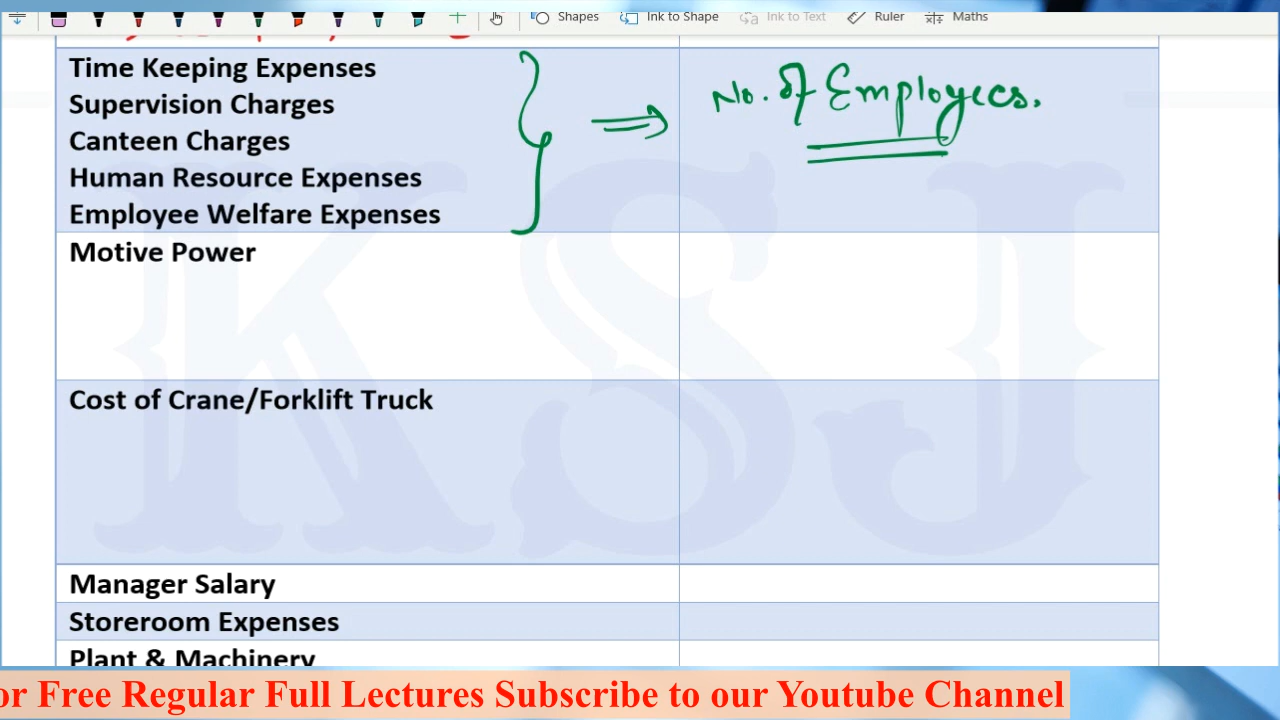 Shapes Ink to Shape Ink to Text Ruler Maths
Time Keeping Expenses
Supervision Charges
Canteen Charges
Human Resource Expenses
Employee Welfare Expenses
No. of Employees.
Motive Power
Cost of Crane/Forklift Truck
Manager Salary
Storeroom Expenses
Plant & Machinery
KSJ
or Free Regular Full Lectures Subscribe to our Youtube Channel